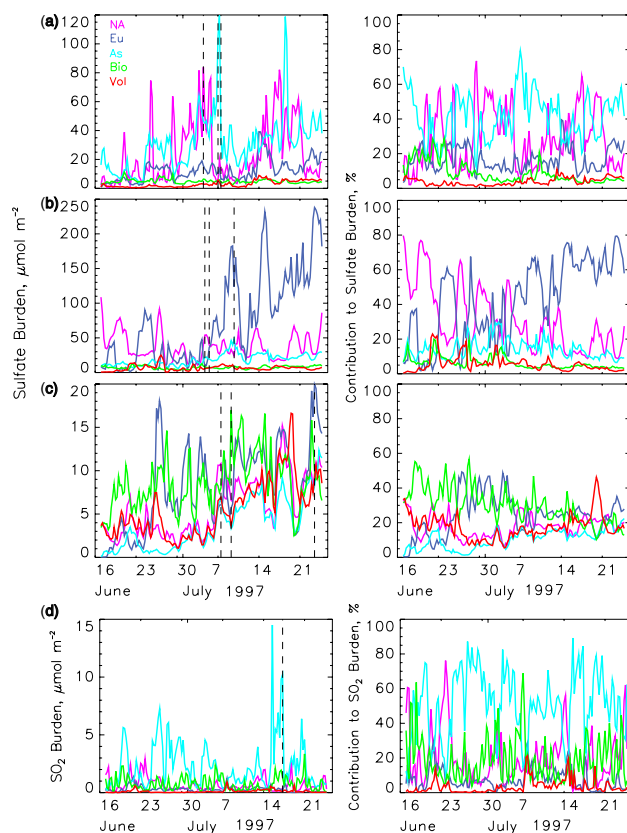 (a)
NA
Eu
As
Bio
Vol
120
100
80
60
40
20
0
100
80
60
40
20
0
(b)
250
200
150
100
50
0
100
80
60
40
20
0
Sulfate Burden, μmol m⁻²
Contribution to Sulfate Burden, %
(c)
20
15
10
5
0
100
80
60
40
20
0
16 23 30 7 14 21
June July 1997
16 23 30 7 14 21
June July 1997
(d)
15
10
5
0
SO₂ Burden, μmol m⁻²
100
80
60
40
20
0
Contribution to SO₂ Burden, %
16 23 30 7 14 21
June July 1997
16 23 30 7 14 21
June July 1997